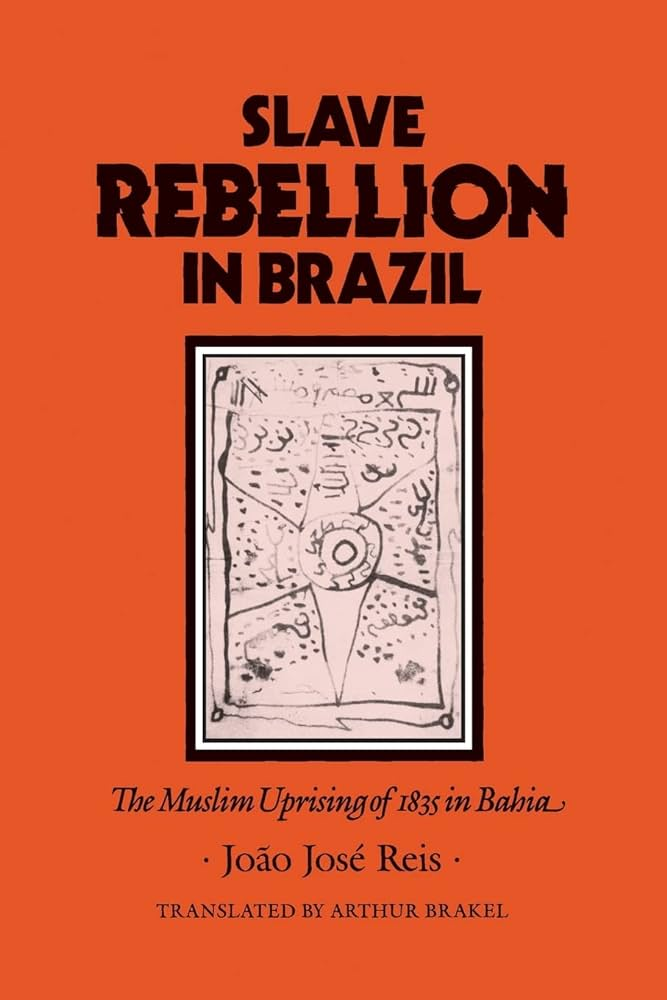 SLAVE
REBELLION
IN BRAZIL
The Muslim Uprising of 1835 in Bahia
· João José Reis ·
TRANSLATED BY ARTHUR BRAKEL